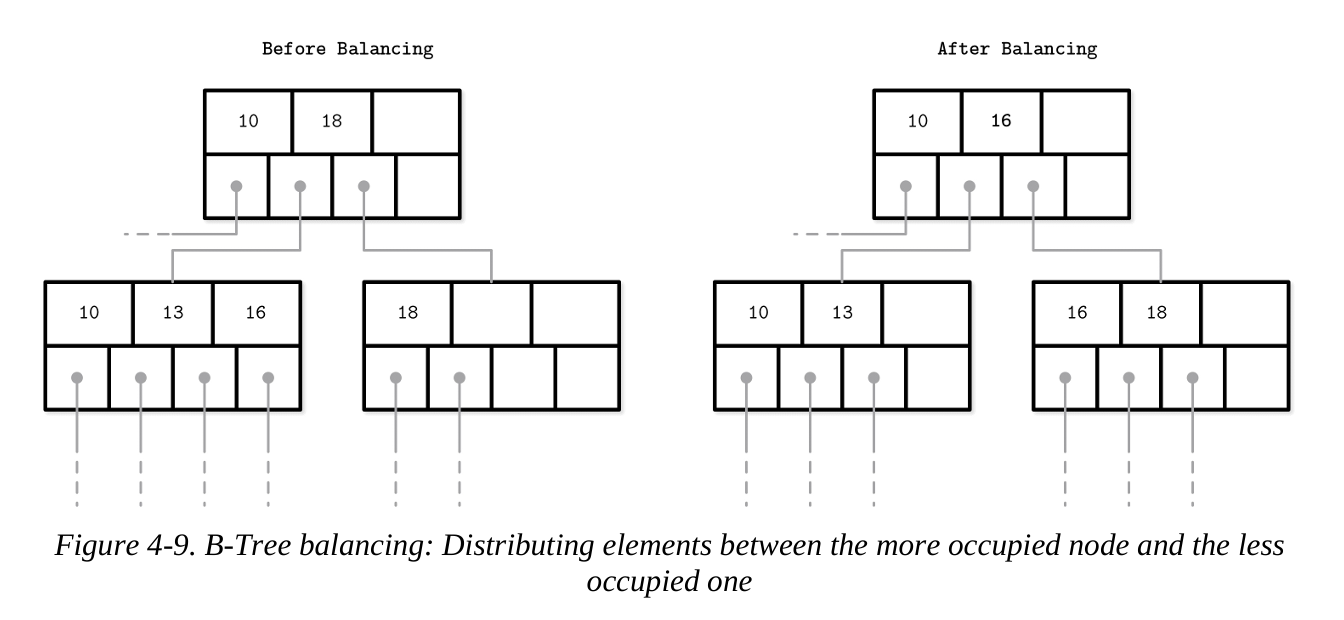 Before Balancing
After Balancing
10 18
10 16
10 13 16
18
10 13
16 18
Figure 4-9. B-Tree balancing: Distributing elements between the more occupied node and the less
occupied one